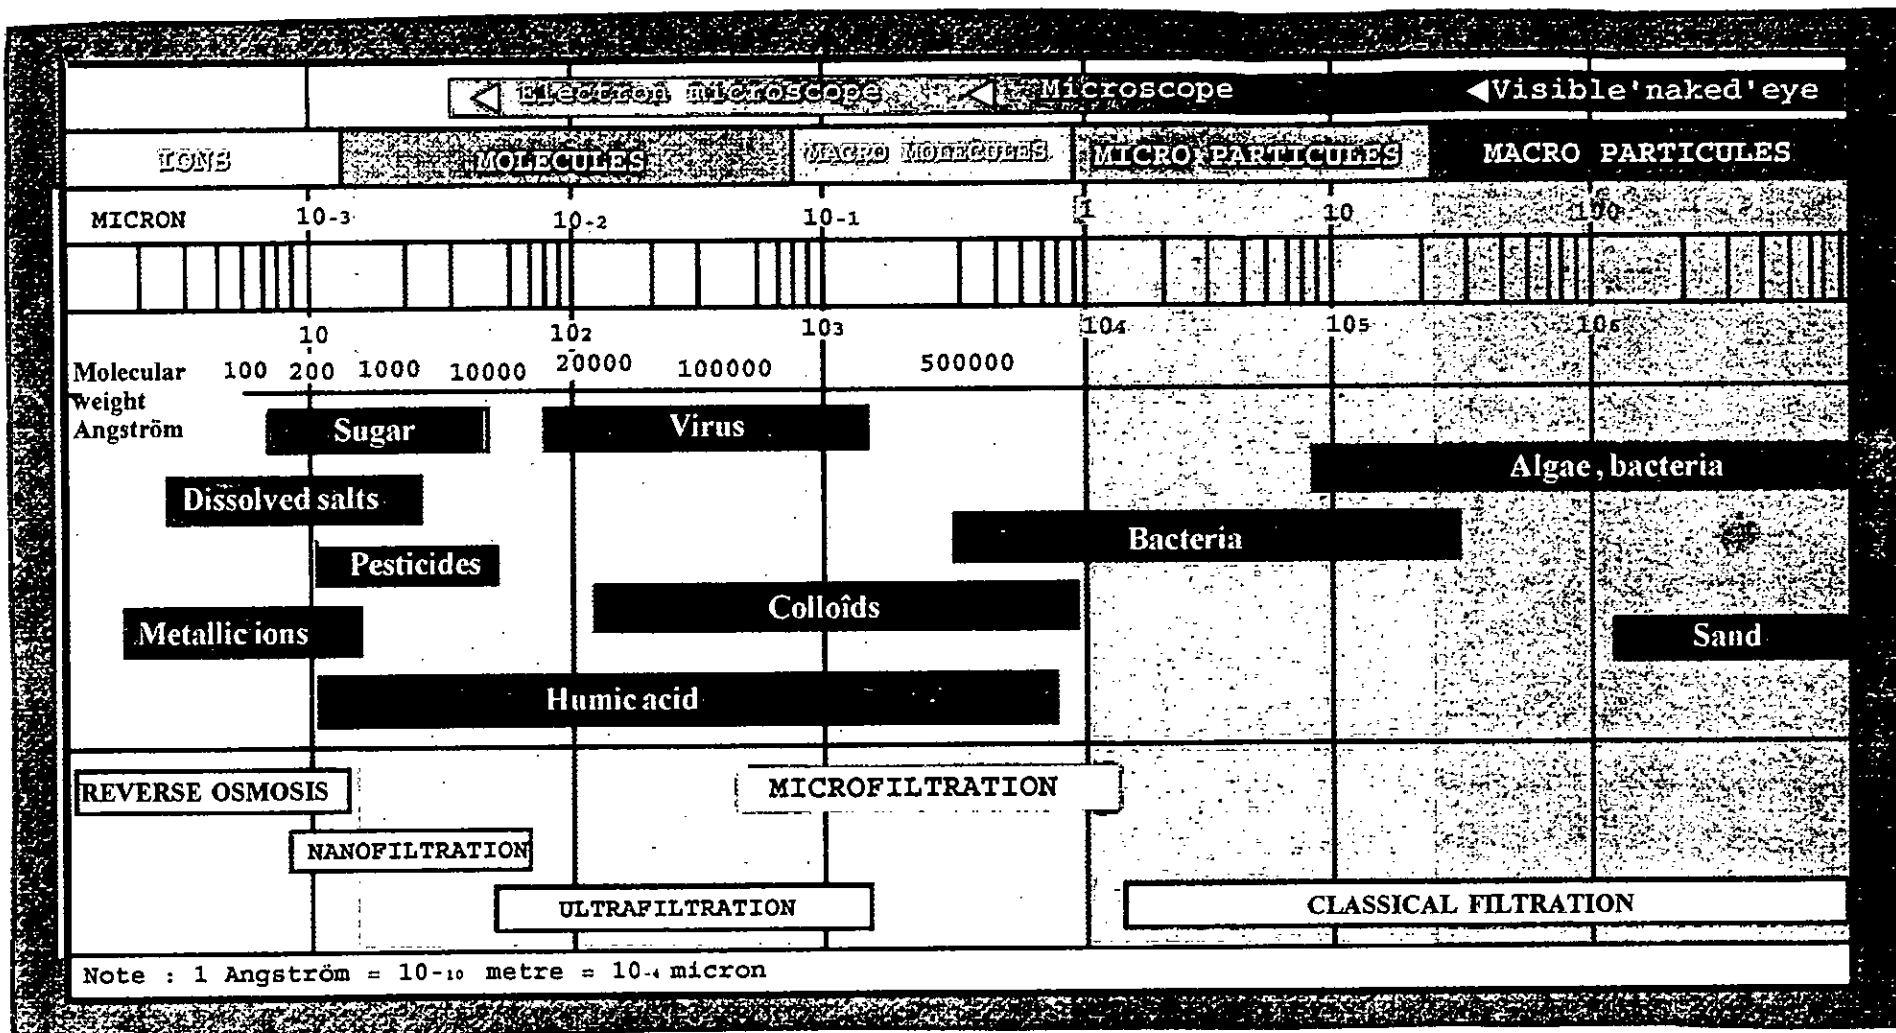 Electron microscope Microscope Visible'naked'eye
IONS MOLECULES MACRO MOLECULES MICRO PARTICULES MACRO PARTICULES
MICRON 10-3 10-2 10-1 1 10 100
10 102 103 104 105 106
Molecular weight 100 200 1000 10000 20000 100000 500000
Angström
Sugar Virus
Algae, bacteria
Dissolved salts
Bacteria
Pesticides
Colloîds
Metallic ions Sand
Humic acid
REVERSE OSMOSIS MICROFILTRATION
NANOFILTRATION
ULTRAFILTRATION CLASSICAL FILTRATION
Note : 1 Angström = 10-10 metre = 10-4 micron